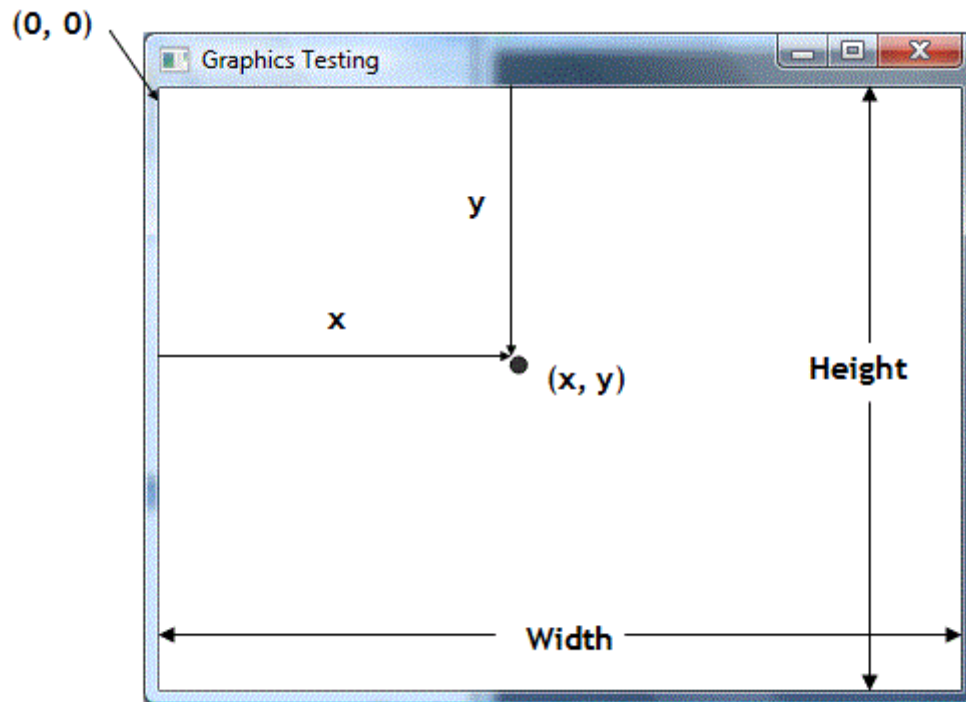 (0, 0)
Graphics Testing
y
x
(x, y)
Height
Width